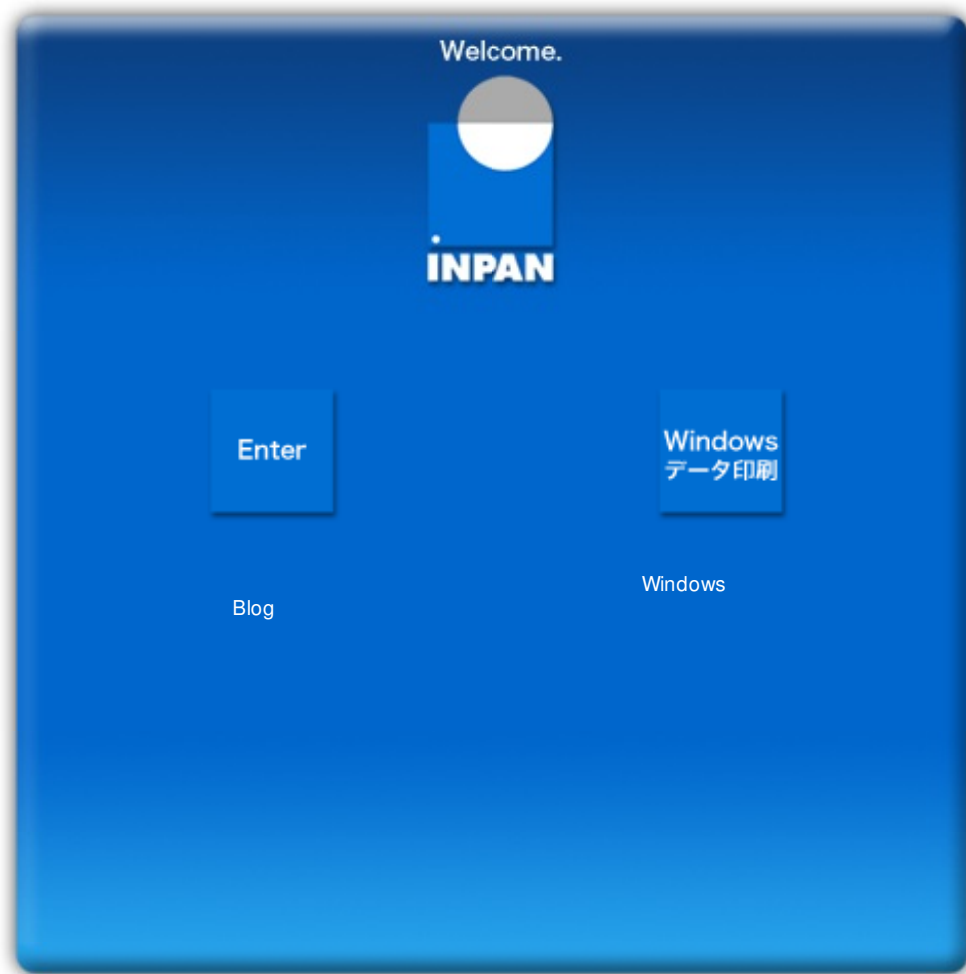 Welcome.
iNPAN
Enter
Windows
データ印刷
Blog
Windows